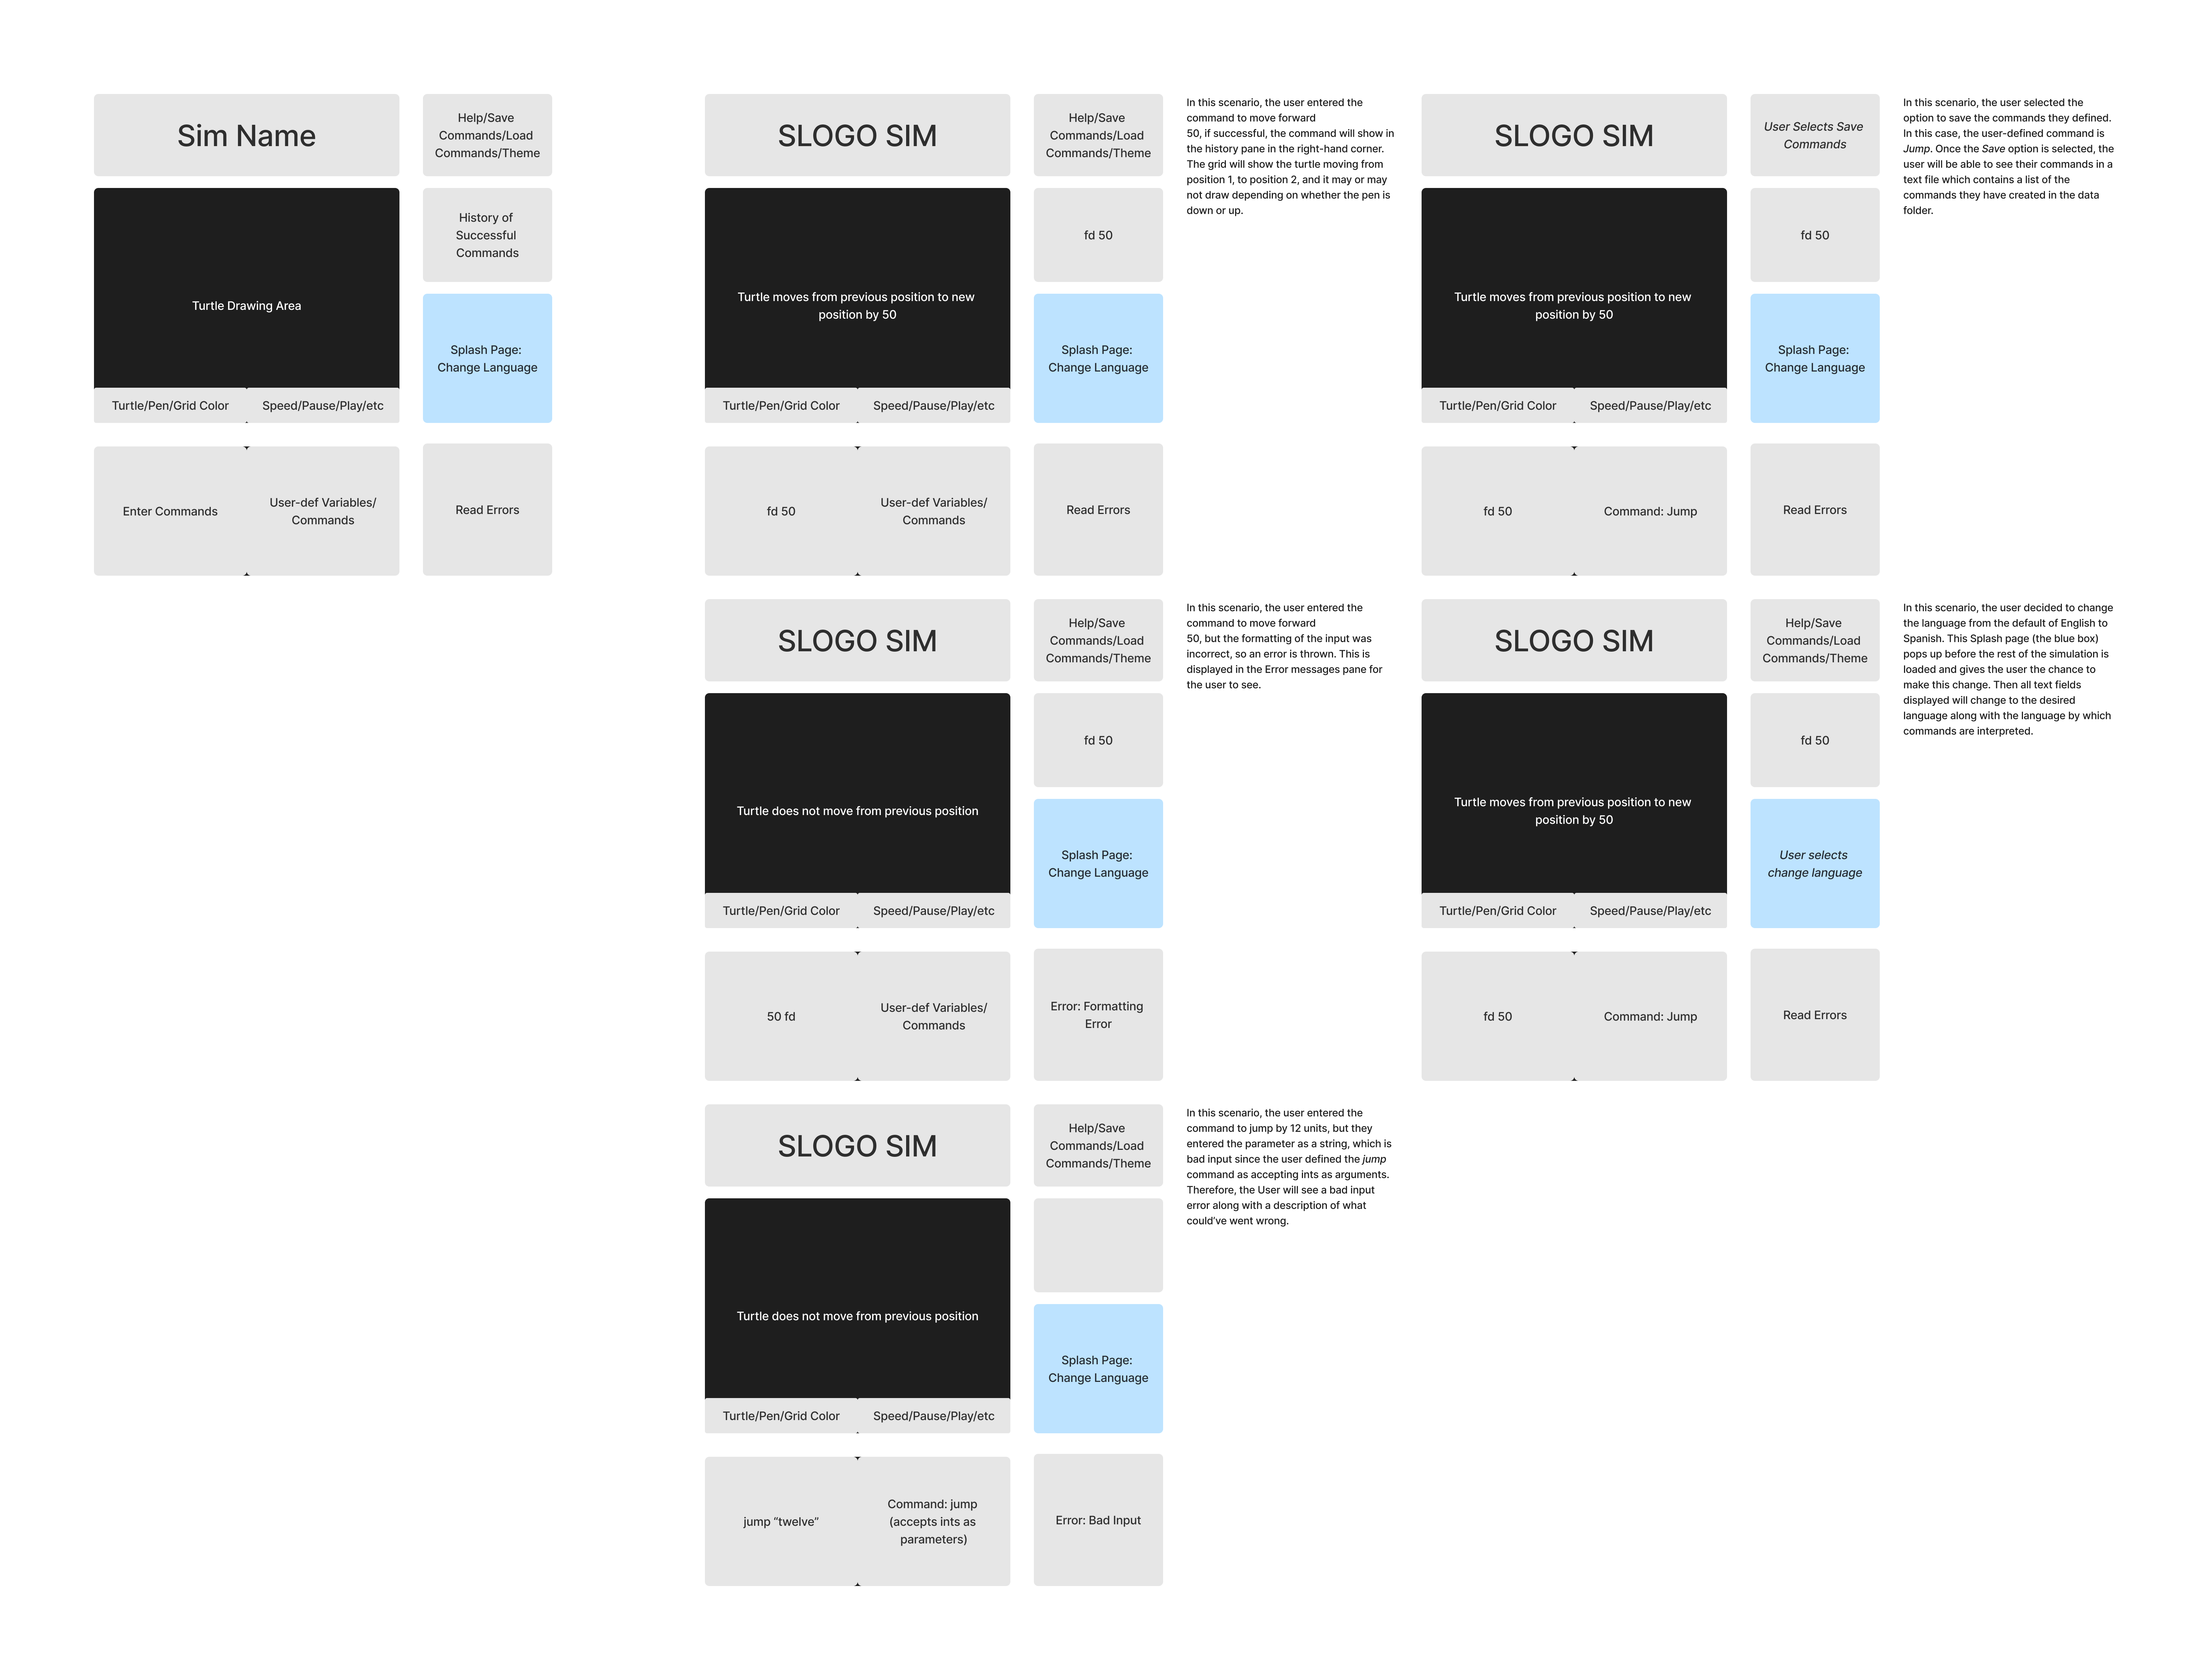 Sim Name
Help/Save
Commands/Load
Commands/Theme
Turtle Drawing Area
History of
Successful
Commands
Splash Page:
Change Language
Turtle/Pen/Grid Color
Speed/Pause/Play/etc
Enter Commands
User-def Variables/
Commands
Read Errors
SLOGO SIM
Help/Save
Commands/Load
Commands/Theme
In this scenario, the user entered the
command to move forward
50, if successful, the command will show in
the history pane in the right-hand corner.
The grid will show the turtle moving from
position 1, to position 2, and it may or may
not draw depending on whether the pen is
down or up.
Turtle moves from previous position to new
position by 50
fd 50
Splash Page:
Change Language
Turtle/Pen/Grid Color
Speed/Pause/Play/etc
fd 50
User-def Variables/
Commands
Read Errors
SLOGO SIM
User Selects Save
Commands
In this scenario, the user selected the
option to save the commands they defined.
In this case, the user-defined command is
Jump. Once the Save option is selected, the
user will be able to see their commands in a
text file which contains a list of the
commands they have created in the data
folder.
Turtle moves from previous position to new
position by 50
fd 50
Splash Page:
Change Language
Turtle/Pen/Grid Color
Speed/Pause/Play/etc
fd 50
Command: Jump
Read Errors
SLOGO SIM
Help/Save
Commands/Load
Commands/Theme
In this scenario, the user entered the
command to move forward
50, but the formatting of the input was
incorrect, so an error is thrown. This is
displayed in the Error messages pane for
the user to see.
Turtle does not move from previous position
fd 50
Splash Page:
Change Language
Turtle/Pen/Grid Color
Speed/Pause/Play/etc
50 fd
User-def Variables/
Commands
Error: Formatting
Error
SLOGO SIM
Help/Save
Commands/Load
Commands/Theme
In this scenario, the user decided to change
the language from the default of English to
Spanish. This Splash page (the blue box)
pops up before the rest of the simulation is
loaded and gives the user the chance to
make this change. Then all text fields
displayed will change to the desired
language along with the language by which
commands are interpreted.
Turtle moves from previous position to new
position by 50
fd 50
User selects
change language
Turtle/Pen/Grid Color
Speed/Pause/Play/etc
fd 50
Command: Jump
Read Errors
SLOGO SIM
Help/Save
Commands/Load
Commands/Theme
In this scenario, the user entered the
command to jump by 12 units, but they
entered the parameter as a string, which is
bad input since the user defined the jump
command as accepting ints as arguments.
Therefore, the User will see a bad input
error along with a description of what
could’ve went wrong.
Turtle does not move from previous position
Splash Page:
Change Language
Turtle/Pen/Grid Color
Speed/Pause/Play/etc
jump “twelve”
Command: jump
(accepts ints as
parameters)
Error: Bad Input